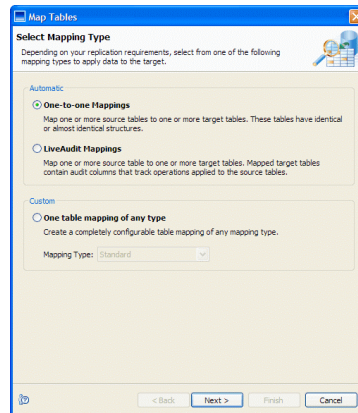 Map Tables
Select Mapping Type
Depending on your replication requirements, select from one of the following
mapping types to apply data to the target.
Automatic
One-to-one Mappings
Map one or more source tables to one or more target tables. These tables have identical
or almost identical structures.
LiveAudit Mappings
Map one or more source table to one or more target tables. Mapped target tables
contain audit columns that track operations applied to the source tables.
Custom
One table mapping of any type
Create a completely configurable table mapping of any mapping type.
Mapping Type: Standard
< Back Next > Finish Cancel